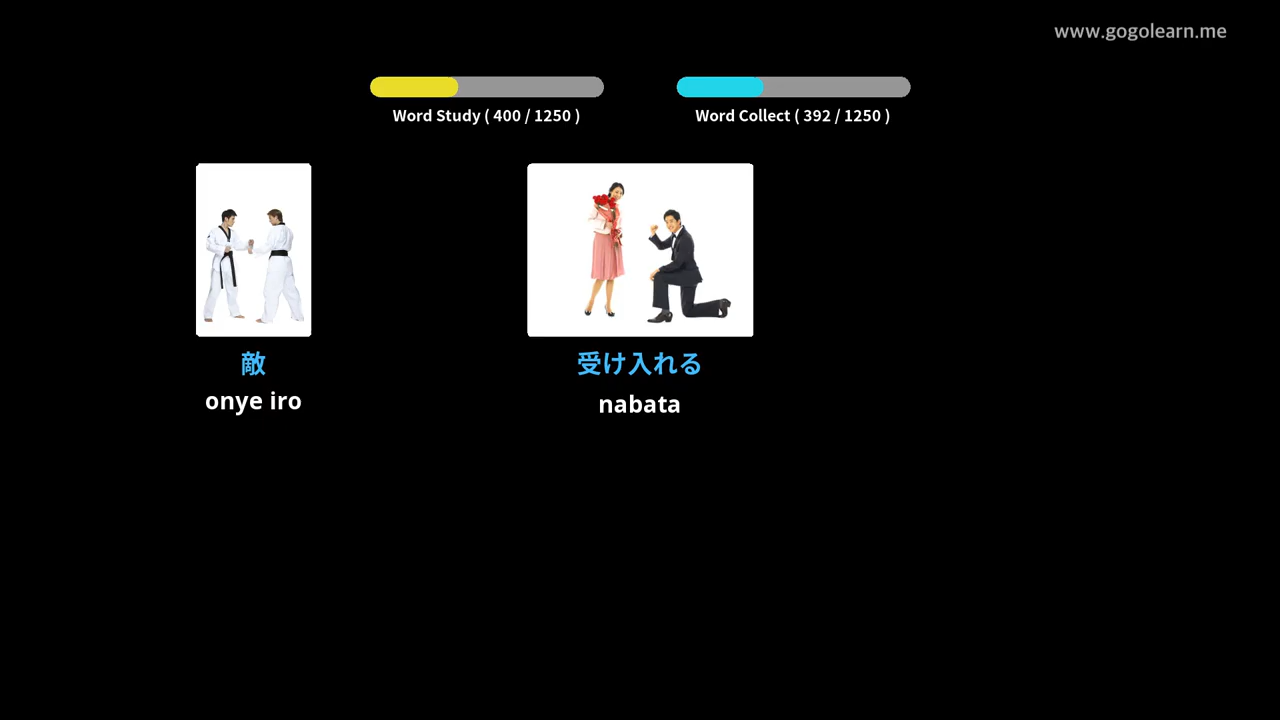 www.gogolearn.me
Word Study ( 400 / 1250 )
Word Collect ( 392 / 1250 )
敵
onye iro
受け入れる
nabata